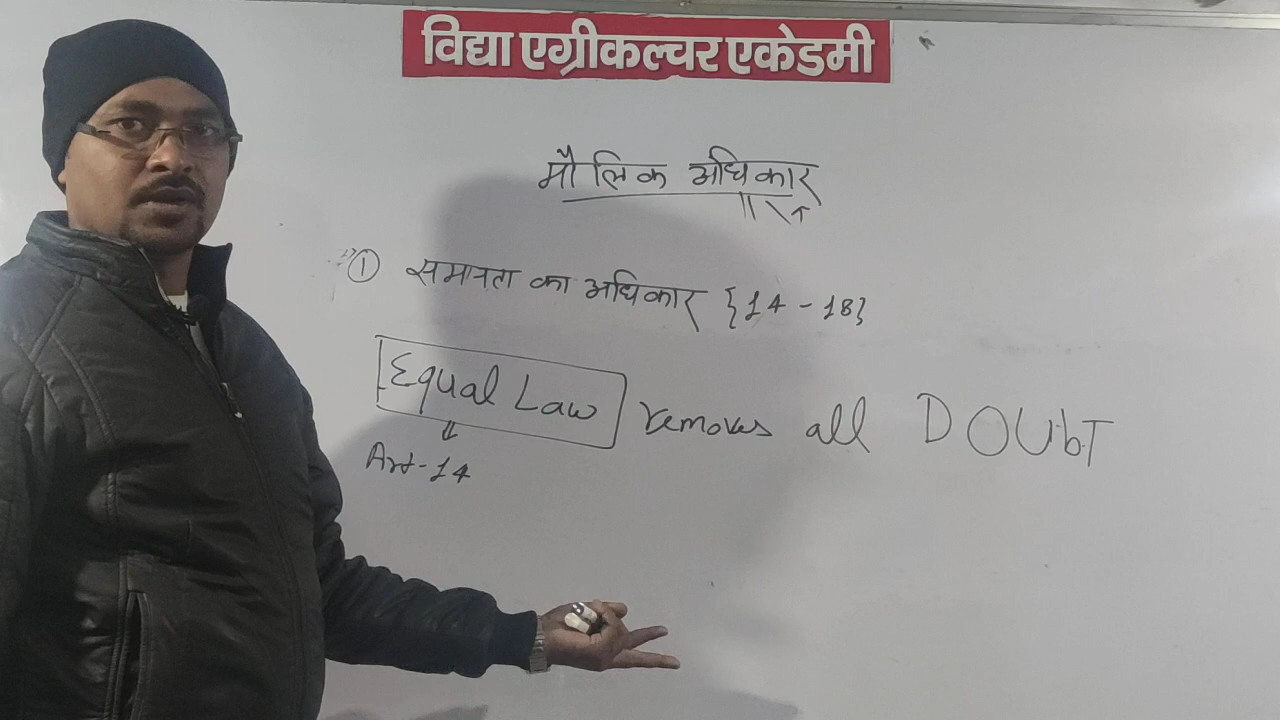 विद्या एग्रीकल्चर एकेडमी
मौलिक अधिकार
① समानता का अधिकार {14 - 18}
Equal Law removes all DOUbT
⇓
Art-14